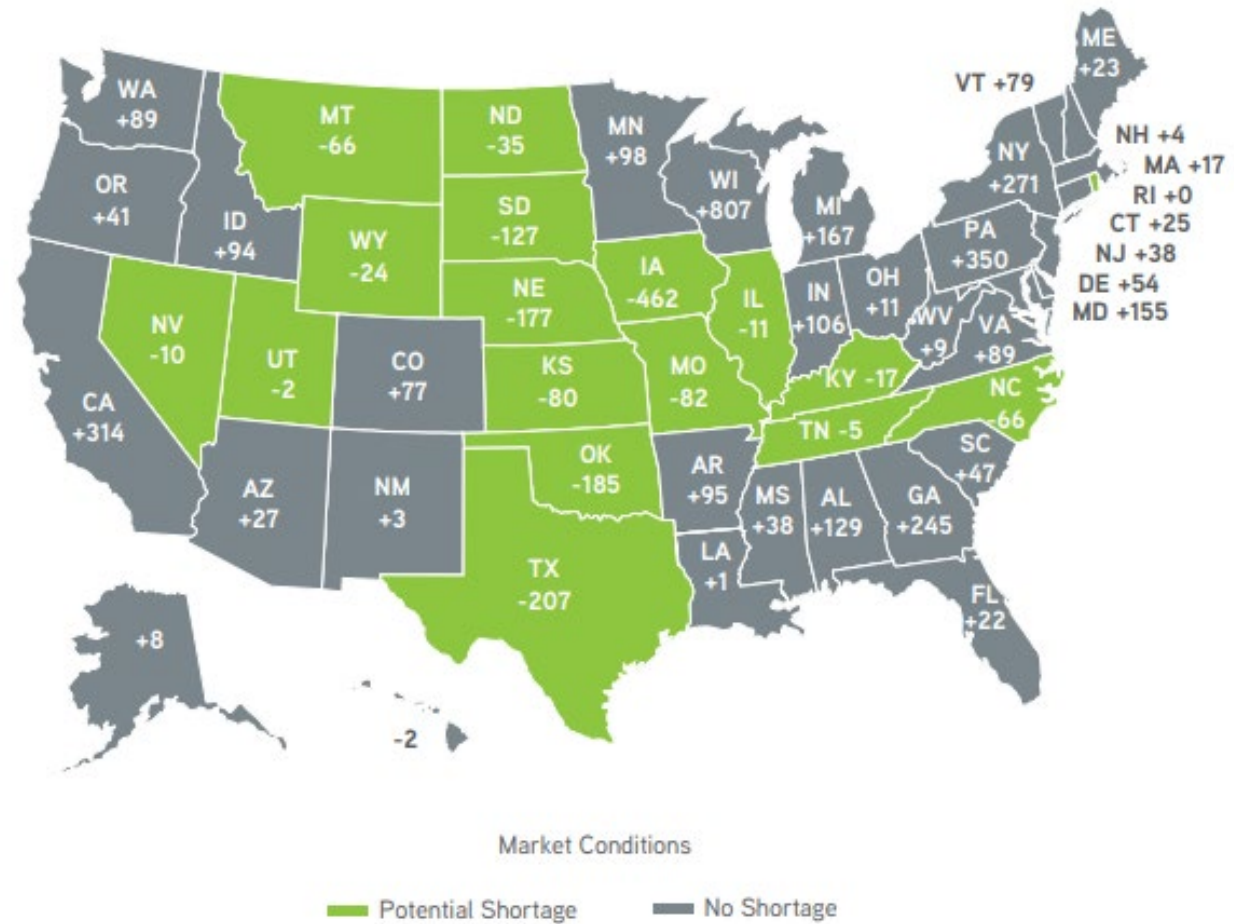 ME
+23
VT +79
WA
+89
MT
-66
ND
-35
MN
+98
NH +4
MA +17
RI +0
CT +25
NJ +38
DE +54
MD +155
NY
+271
OR
+41
ID
+94
SD
-127
WI
+807
MI
+167
PA
+350
WY
-24
IA
-462
NE
-177
IL
-11
IN
+106
OH
+11
WV
+9
VA
+89
NV
-10
UT
-2
CO
+77
KS
-80
MO
-82
KY -17
NC
-66
CA
+314
TN -5
SC
+47
AZ
+27
NM
+3
OK
-185
AR
+95
MS
+38
AL
+129
GA
+245
LA
+1
TX
-207
FL
+22
+8
-2
Market Conditions
Potential Shortage
No Shortage